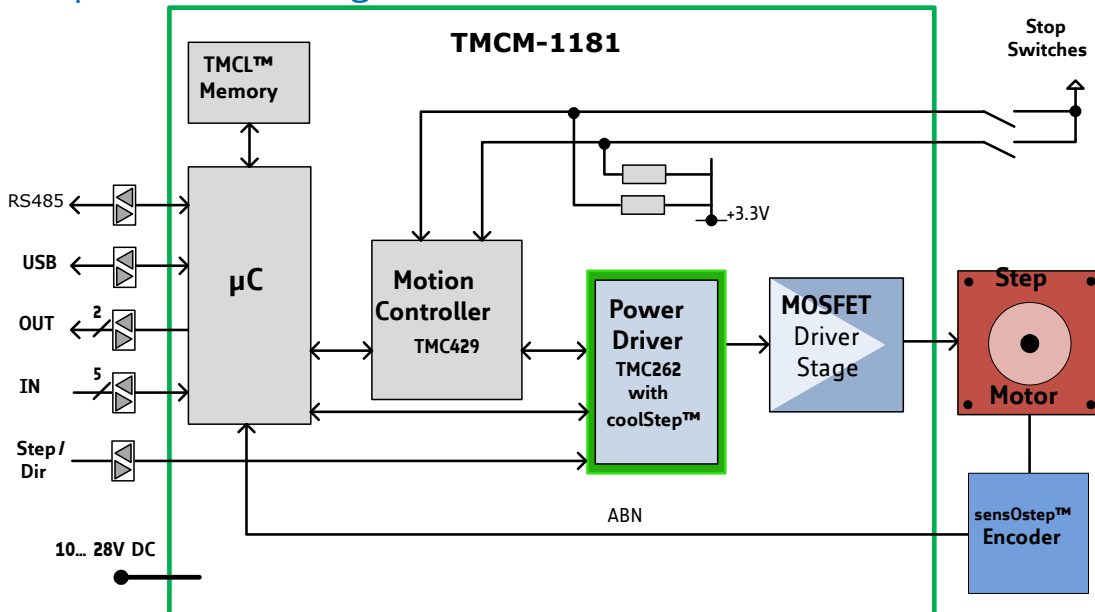 TMCM-1181
Stop
Switches
TMCL™
Memory
+3.3V
RS485
USB
OUT
2
IN
5
Step/
Dir
µC
Motion
Controller
TMC429
Power
Driver
TMC262
with
coolStep™
MOSFET
Driver
Stage
Step
Motor
ABN
sensOstep™
Encoder
10... 28V DC